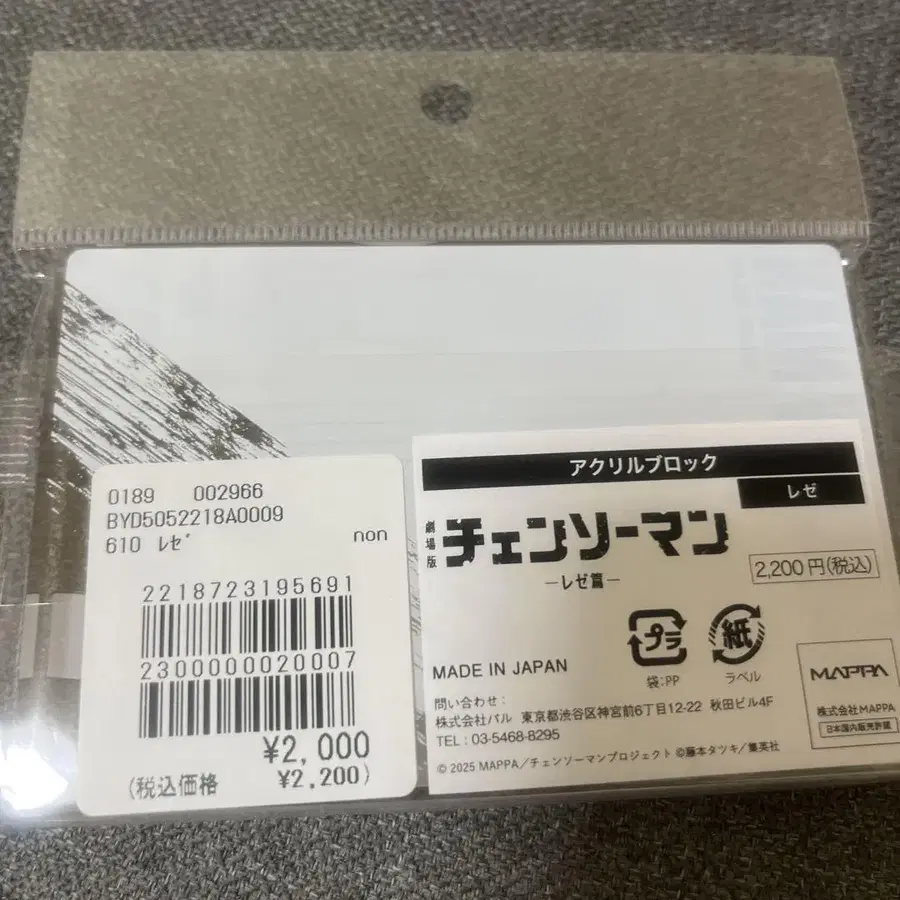 0189 002966
BYD5052218A0009
610 ﾚｾﾞ non
2218723195691
2300000020007
¥2,000
(税込価格 ¥2,200)
アクリルブロック
レゼ
劇場版 チェンソーマン
―レゼ篇―
2,200円(税込)
プラ
紙
袋:PP
ラベル
MADE IN JAPAN
問い合わせ:
株式会社パル 東京都渋谷区神宮前6丁目12-22 秋田ビル4F
TEL : 03-5468-8295
© 2025 MAPPA/チェンソーマンプロジェクト ©藤本タツキ/集英社
MAPPA
株式会社MAPPA
日本国内販売許諾